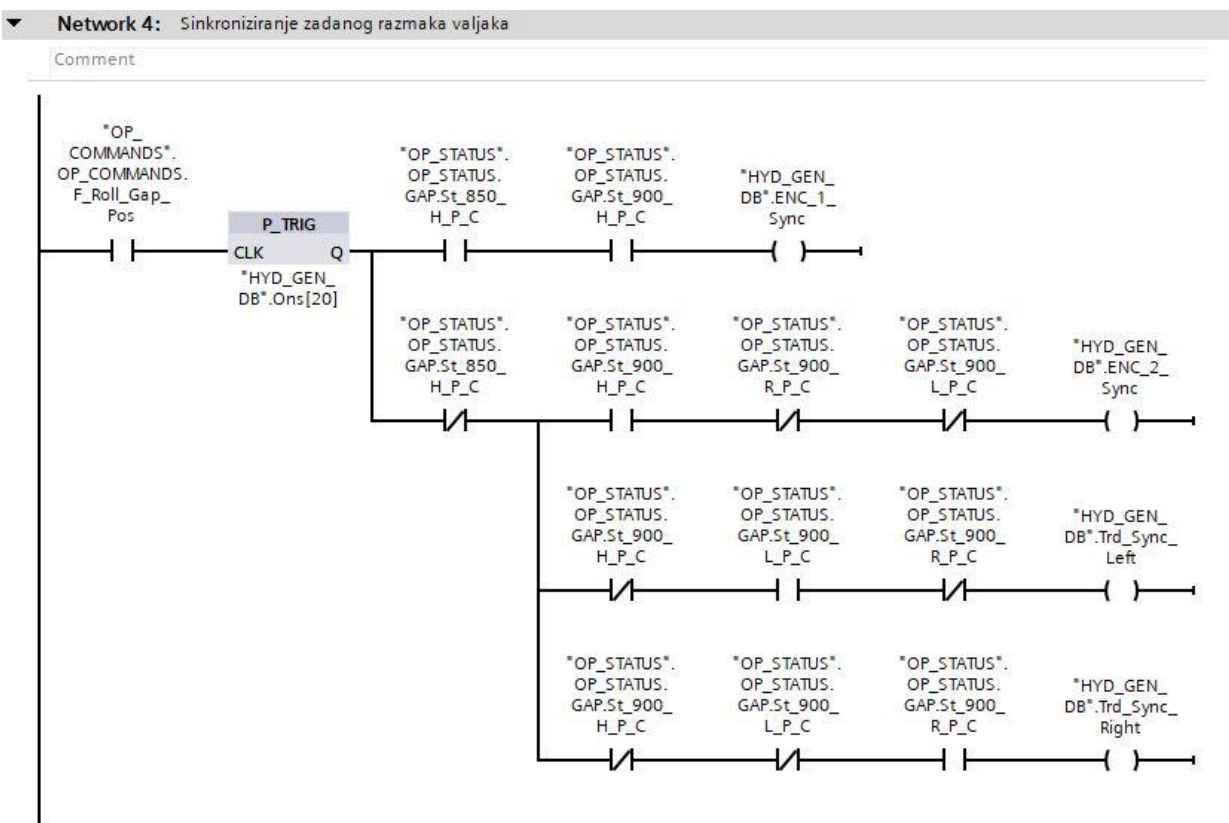 Network 4: Sinkroniziranje zadanog razmaka valjaka
Comment
"OP_
COMMANDS".
OP_COMMANDS.
F_Roll_Gap_
Pos
P_TRIG
CLK Q
"HYD_GEN_
DB".Ons[20]
"OP_STATUS".
OP_STATUS.
GAP.St_850_
H_P_C
"OP_STATUS".
OP_STATUS.
GAP.St_900_
H_P_C
"HYD_GEN_
DB".ENC_1_
Sync
"OP_STATUS".
OP_STATUS.
GAP.St_850_
H_P_C
"OP_STATUS".
OP_STATUS.
GAP.St_900_
H_P_C
"OP_STATUS".
OP_STATUS.
GAP.St_900_
R_P_C
"OP_STATUS".
OP_STATUS.
GAP.St_900_
L_P_C
"HYD_GEN_
DB".ENC_2_
Sync
"OP_STATUS".
OP_STATUS.
GAP.St_900_
H_P_C
"OP_STATUS".
OP_STATUS.
GAP.St_900_
L_P_C
"OP_STATUS".
OP_STATUS.
GAP.St_900_
R_P_C
"HYD_GEN_
DB".Trd_Sync_
Left
"OP_STATUS".
OP_STATUS.
GAP.St_900_
H_P_C
"OP_STATUS".
OP_STATUS.
GAP.St_900_
L_P_C
"OP_STATUS".
OP_STATUS.
GAP.St_900_
R_P_C
"HYD_GEN_
DB".Trd_Sync_
Right